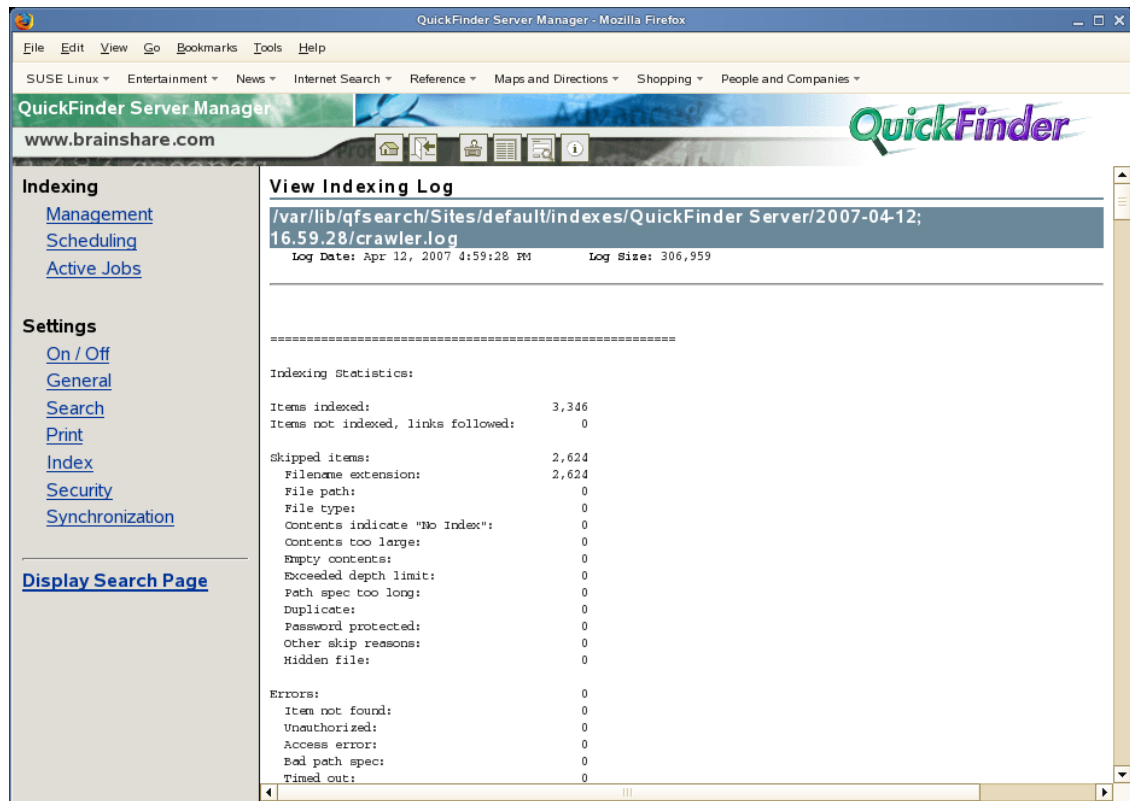 QuickFinder Server Manager - Mozilla Firefox
File Edit View Go Bookmarks Tools Help
SUSE Linux Entertainment News Internet Search Reference Maps and Directions Shopping People and Companies
QuickFinder Server Manager
Advanced Sea
QuickFinder
www.brainshare.com
Indexing
Management
Scheduling
Active Jobs
Settings
On / Off
General
Search
Print
Index
Security
Synchronization
Display Search Page
View Indexing Log
/var/lib/qfsearch/Sites/default/indexes/QuickFinder Server/2007-04-12;
16.59.28/crawler.log
Log Date: Apr 12, 2007 4:59:28 PM Log Size: 306,959
========================================================
Indexing Statistics:
Items indexed: 3,346
Items not indexed, links followed: 0
Skipped items: 2,624
Filename extension: 2,624
File path: 0
File type: 0
Contents indicate "No Index": 0
Contents too large: 0
Empty contents: 0
Exceeded depth limit: 0
Path spec too long: 0
Duplicate: 0
Password protected: 0
Other skip reasons: 0
Hidden file: 0
Errors: 0
Item not found: 0
Unauthorized: 0
Access error: 0
Bad path spec: 0
Timed out: 0